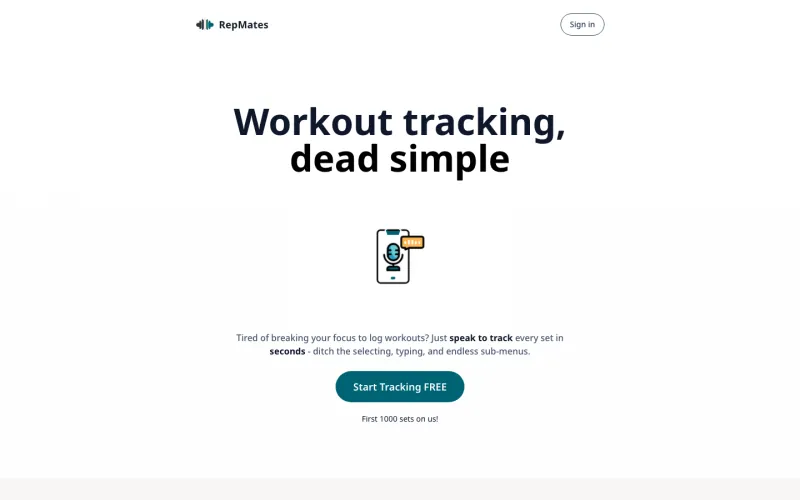 RepMates
Sign in
Workout tracking,
dead simple
Tired of breaking your focus to log workouts? Just speak to track every set in
seconds - ditch the selecting, typing, and endless sub-menus.
Start Tracking FREE
First 1000 sets on us!